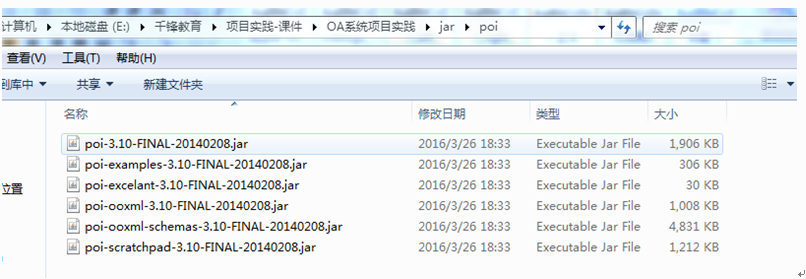 计算机 ▶ 本地磁盘 (E:) ▶ 千锋教育 ▶ 项目实践-课件 ▶ OA系统项目实践 ▶ jar ▶ poi 搜索 poi
查看(V) 工具(T) 帮助(H)
到库中 ▼ 共享 ▼ 新建文件夹
名称 修改日期 类型 大小
poi-3.10-FINAL-20140208.jar 2016/3/26 18:33 Executable Jar File 1,906 KB
poi-examples-3.10-FINAL-20140208.jar 2016/3/26 18:33 Executable Jar File 306 KB
poi-excelant-3.10-FINAL-20140208.jar 2016/3/26 18:33 Executable Jar File 30 KB
poi-ooxml-3.10-FINAL-20140208.jar 2016/3/26 18:33 Executable Jar File 1,008 KB
位置
poi-ooxml-schemas-3.10-FINAL-20140208.jar 2016/3/26 18:33 Executable Jar File 4,831 KB
poi-scratchpad-3.10-FINAL-20140208.jar 2016/3/26 18:33 Executable Jar File 1,212 KB